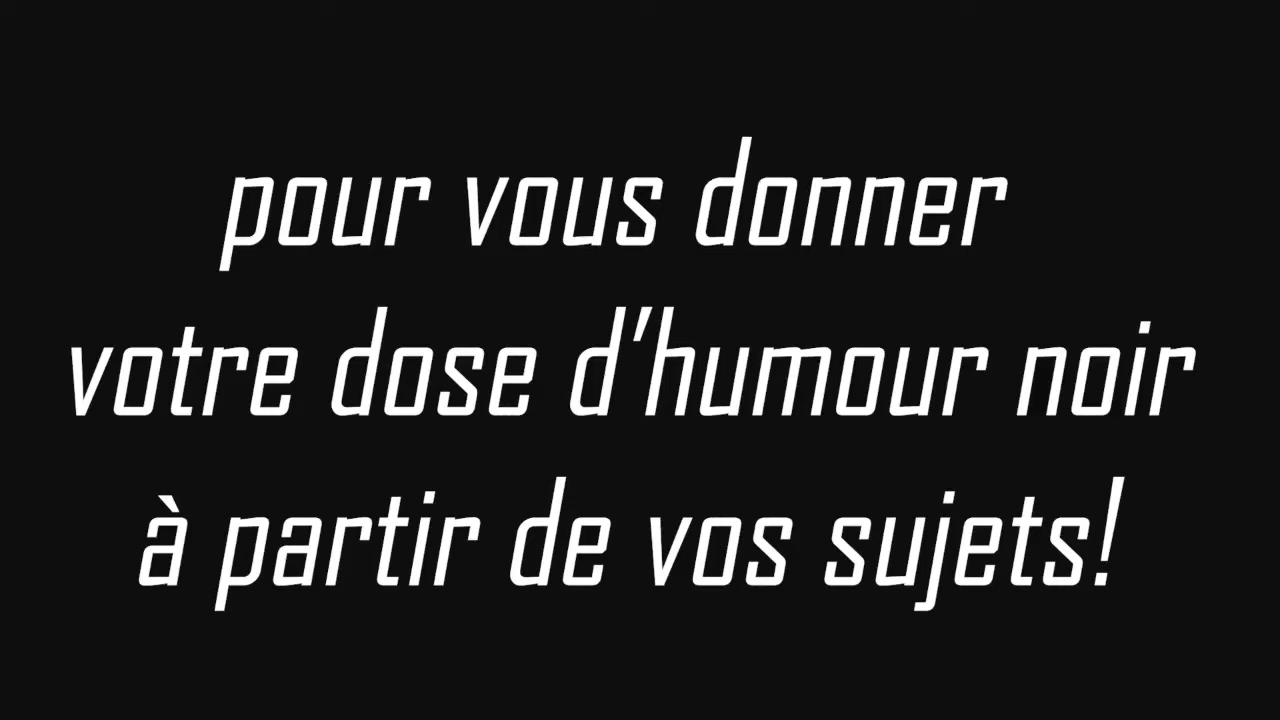 pour vous donner
votre dose d'humour noir
à partir de vos sujets!